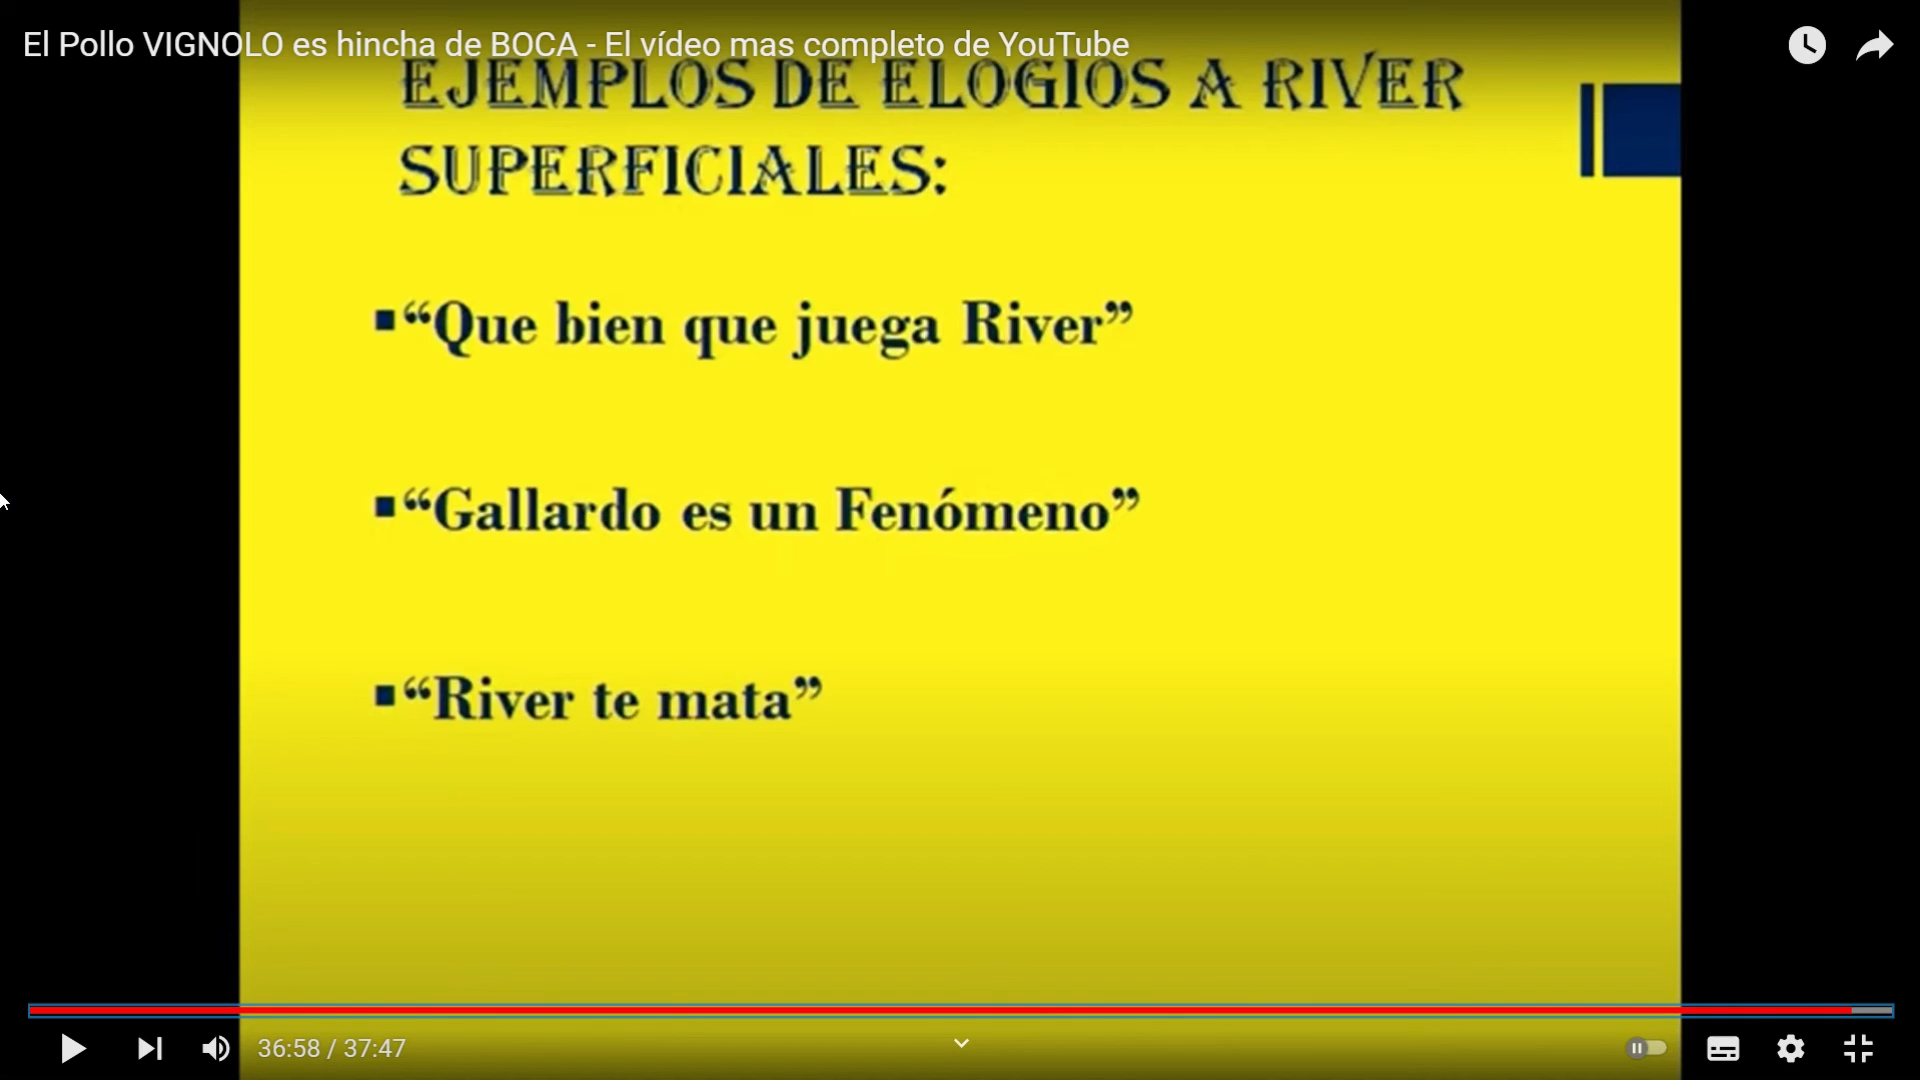 El Pollo VIGNOLO es hincha de BOCA - El vídeo mas completo de YouTube
EJEMPLOS DE ELOGIOS A RIVER
SUPERFICIALES:
“Que bien que juega River”
“Gallardo es un Fenómeno”
“River te mata”
36:58 / 37:47